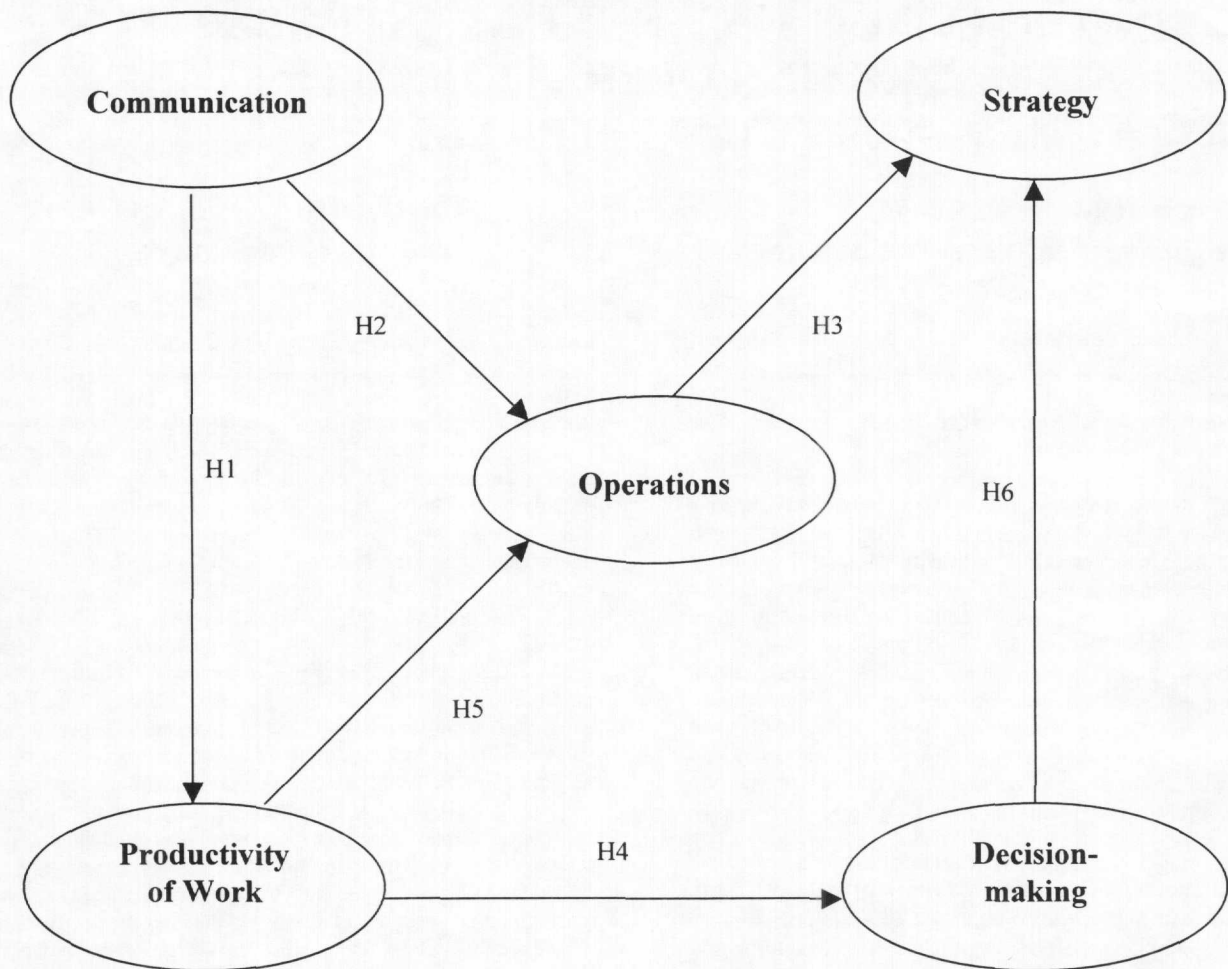 Communication
Strategy
H2
H3
H1
Operations
H6
H5
Productivity
of Work
H4
Decision-
making